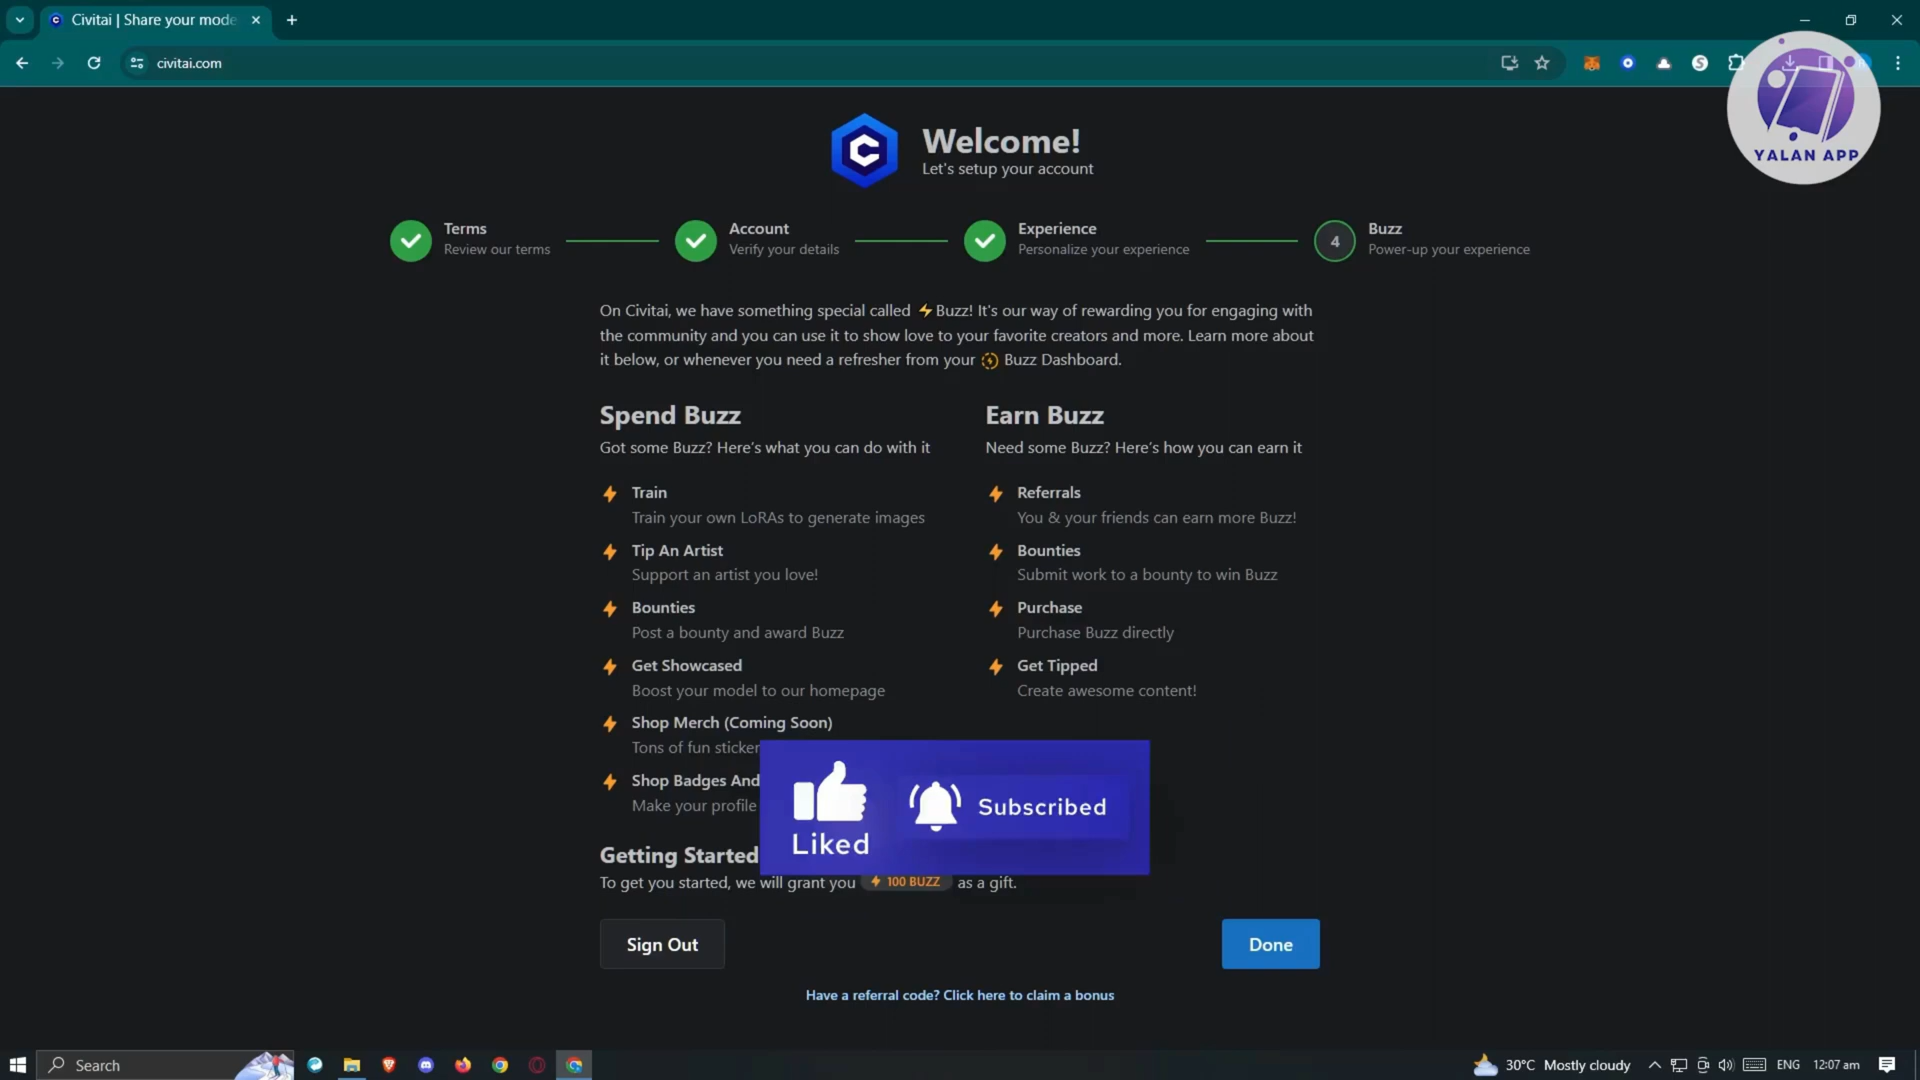 Civitai | Share your mode
civitai.com
YALAN APP
Welcome!
Let's setup your account
Terms
Review our terms
Account
Verify your details
Experience
Personalize your experience
4
Buzz
Power-up your experience
On Civitai, we have something special called ⚡Buzz! It's our way of rewarding you for engaging with
the community and you can use it to show love to your favorite creators and more. Learn more about
it below, or whenever you need a refresher from your Buzz Dashboard.
Spend Buzz
Got some Buzz? Here's what you can do with it
Train
Train your own LoRAs to generate images
Tip An Artist
Support an artist you love!
Bounties
Post a bounty and award Buzz
Get Showcased
Boost your model to our homepage
Shop Merch (Coming Soon)
Tons of fun sticker
Shop Badges And
Make your profile
Earn Buzz
Need some Buzz? Here's how you can earn it
Referrals
You & your friends can earn more Buzz!
Bounties
Submit work to a bounty to win Buzz
Purchase
Purchase Buzz directly
Get Tipped
Create awesome content!
Liked
Subscribed
Getting Started
To get you started, we will grant you ⚡ 100 BUZZ as a gift.
Sign Out
Done
Have a referral code? Click here to claim a bonus
Search
30°C Mostly cloudy
ENG
12:07 am